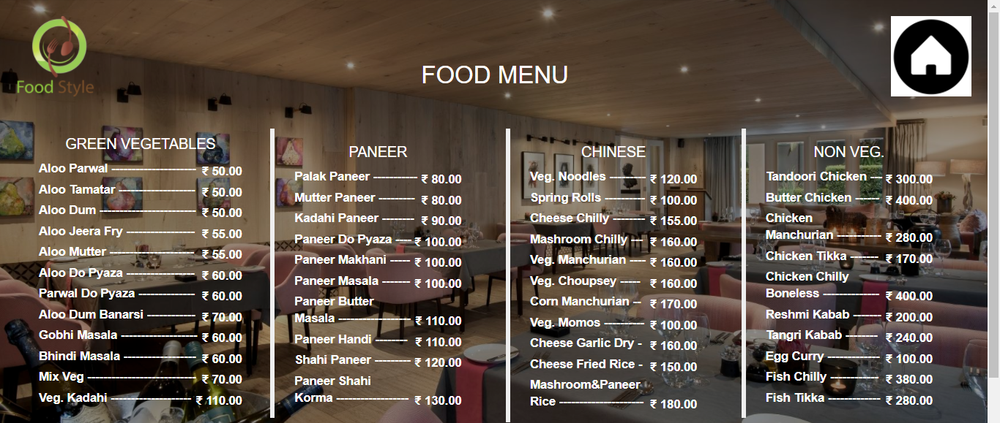 Food Style
FOOD MENU
GREEN VEGETABLES
Aloo Parwal --------------------- ₹ 50.00
Aloo Tamatar ------------------- ₹ 50.00
Aloo Dum ------------------------ ₹ 50.00
Aloo Jeera Fry ----------------- ₹ 55.00
Aloo Mutter --------------------- ₹ 55.00
Aloo Do Pyaza ----------------- ₹ 60.00
Parwal Do Pyaza -------------- ₹ 60.00
Aloo Dum Banarsi ------------ ₹ 70.00
Gobhi Masala ------------------- ₹ 60.00
Bhindi Masala ------------------ ₹ 60.00
Mix Veg --------------------------- ₹ 70.00
Veg. Kadahi -------------------- ₹ 110.00
PANEER
Palak Paneer ----------- ₹ 80.00
Mutter Paneer --------- ₹ 80.00
Kadahi Paneer -------- ₹ 90.00
Paneer Do Pyaza ---- ₹ 100.00
Paneer Makhani ----- ₹ 100.00
Paneer Masala ------- ₹ 100.00
Paneer Butter
Masala ------------------ ₹ 110.00
Paneer Handi -------- ₹ 110.00
Shahi Paneer --------- ₹ 120.00
Paneer Shahi
Korma ------------------ ₹ 130.00
CHINESE
Veg. Noodles --------- ₹ 120.00
Spring Rolls ---------- ₹ 100.00
Cheese Chilly -------- ₹ 155.00
Mashroom Chilly --- ₹ 160.00
Veg. Manchurian ---- ₹ 160.00
Veg. Choupsey ----- ₹ 160.00
Corn Manchurian -- ₹ 170.00
Veg. Momos ---------- ₹ 100.00
Cheese Garlic Dry - ₹ 160.00
Cheese Fried Rice - ₹ 150.00
Mashroom&Paneer
Rice --------------------- ₹ 180.00
NON VEG.
Tandoori Chicken --- ₹ 300.00
Butter Chicken ------ ₹ 400.00
Chicken
Manchurian ----------- ₹ 280.00
Chicken Tikka ------- ₹ 170.00
Chicken Chilly
Boneless -------------- ₹ 400.00
Reshmi Kabab ------- ₹ 200.00
Tangri Kabab -------- ₹ 240.00
Egg Curry ------------- ₹ 100.00
Fish Chilly ------------ ₹ 380.00
Fish Tikka ------------- ₹ 280.00